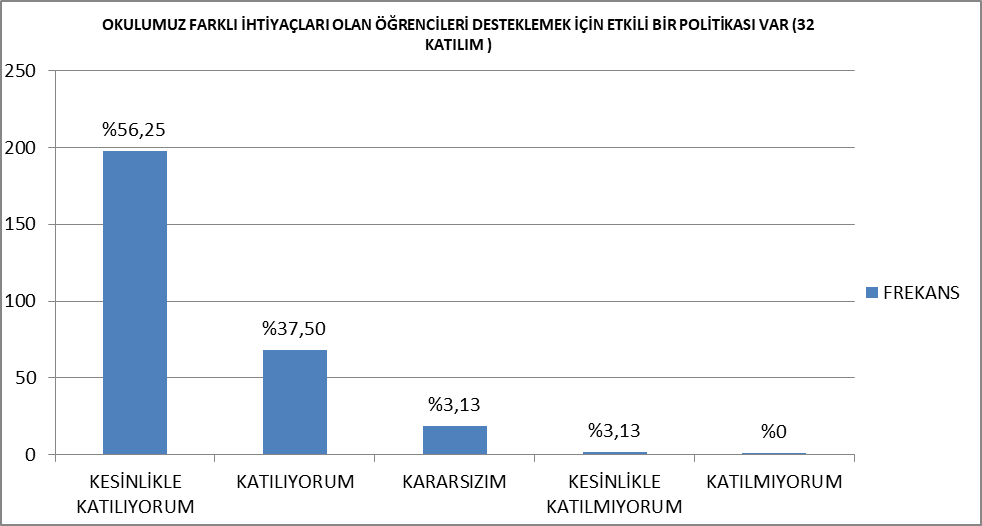 OKULUMUZ FARKLI İHTİYAÇLARI OLAN ÖĞRENCİLERİ DESTEKLEMEK İÇİN ETKİLİ BİR POLİTİKASI VAR (32
KATILIM )
250
200
150
100
50
0
%56,25
%37,50
%3,13
%3,13
%0
KESİNLİKLE
KATILIYORUM
KATILIYORUM
KARARSIZIM
KESİNLİKLE
KATILMIYORUM
KATILMIYORUM
FREKANS